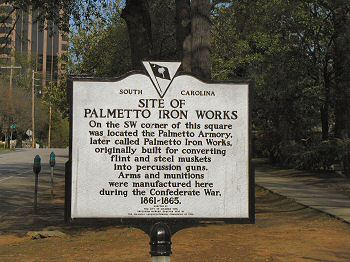 SOUTH CAROLINA
SITE OF
PALMETTO IRON WORKS
On the SW corner of this square
was located the Palmetto Armory,
later called Palmetto Iron Works,
originally built for converting
flint and steel muskets
into percussion guns.
Arms and munitions
were manufactured here
during the Confederate War,
1861-1865.